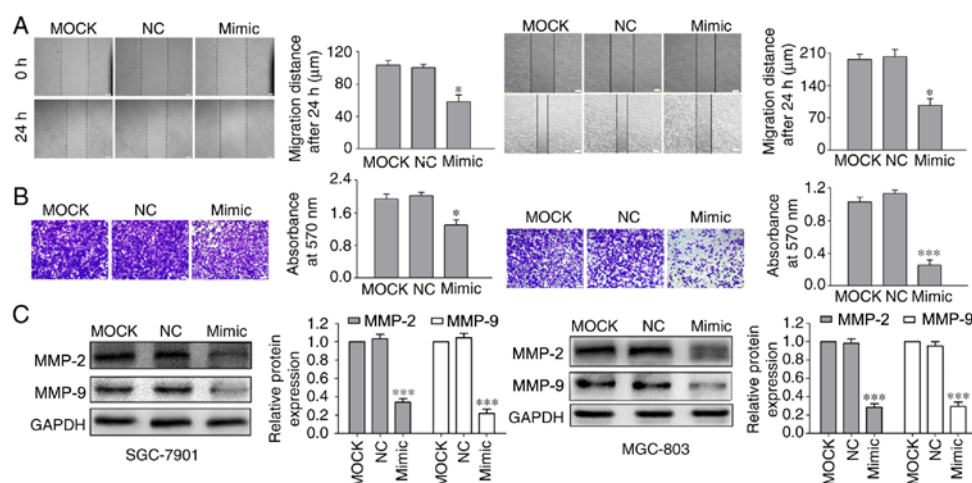 A
MOCK NC Mimic
0 h
24 h
Migration distance
after 24 h (µm)
120
80
40
0
MOCK NC Mimic
*
MOCK NC Mimic
Migration distance
after 24 h (µm)
210
140
70
0
MOCK NC Mimic
*
B
MOCK NC Mimic
Absorbance
at 570 nm
2.4
1.6
0.8
0.0
MOCK NC Mimic
*
MOCK NC Mimic
Absorbance
at 570 nm
1.2
0.8
0.4
0
MOCK NC Mimic
***
C
MOCK NC Mimic
MMP-2
MMP-9
GAPDH
SGC-7901
Relative protein
expression
1.2
1.0
0.8
0.6
0.4
0.2
0.0
MMP-2 MMP-9
*** ***
MOCK NC Mimic MOCK NC Mimic
MOCK NC Mimic
MMP-2
MMP-9
GAPDH
MGC-803
Relative protein
expression
1.2
1.0
0.8
0.6
0.4
0.2
0.0
MMP-2 MMP-9
*** ***
MOCK NC Mimic MOCK NC Mimic